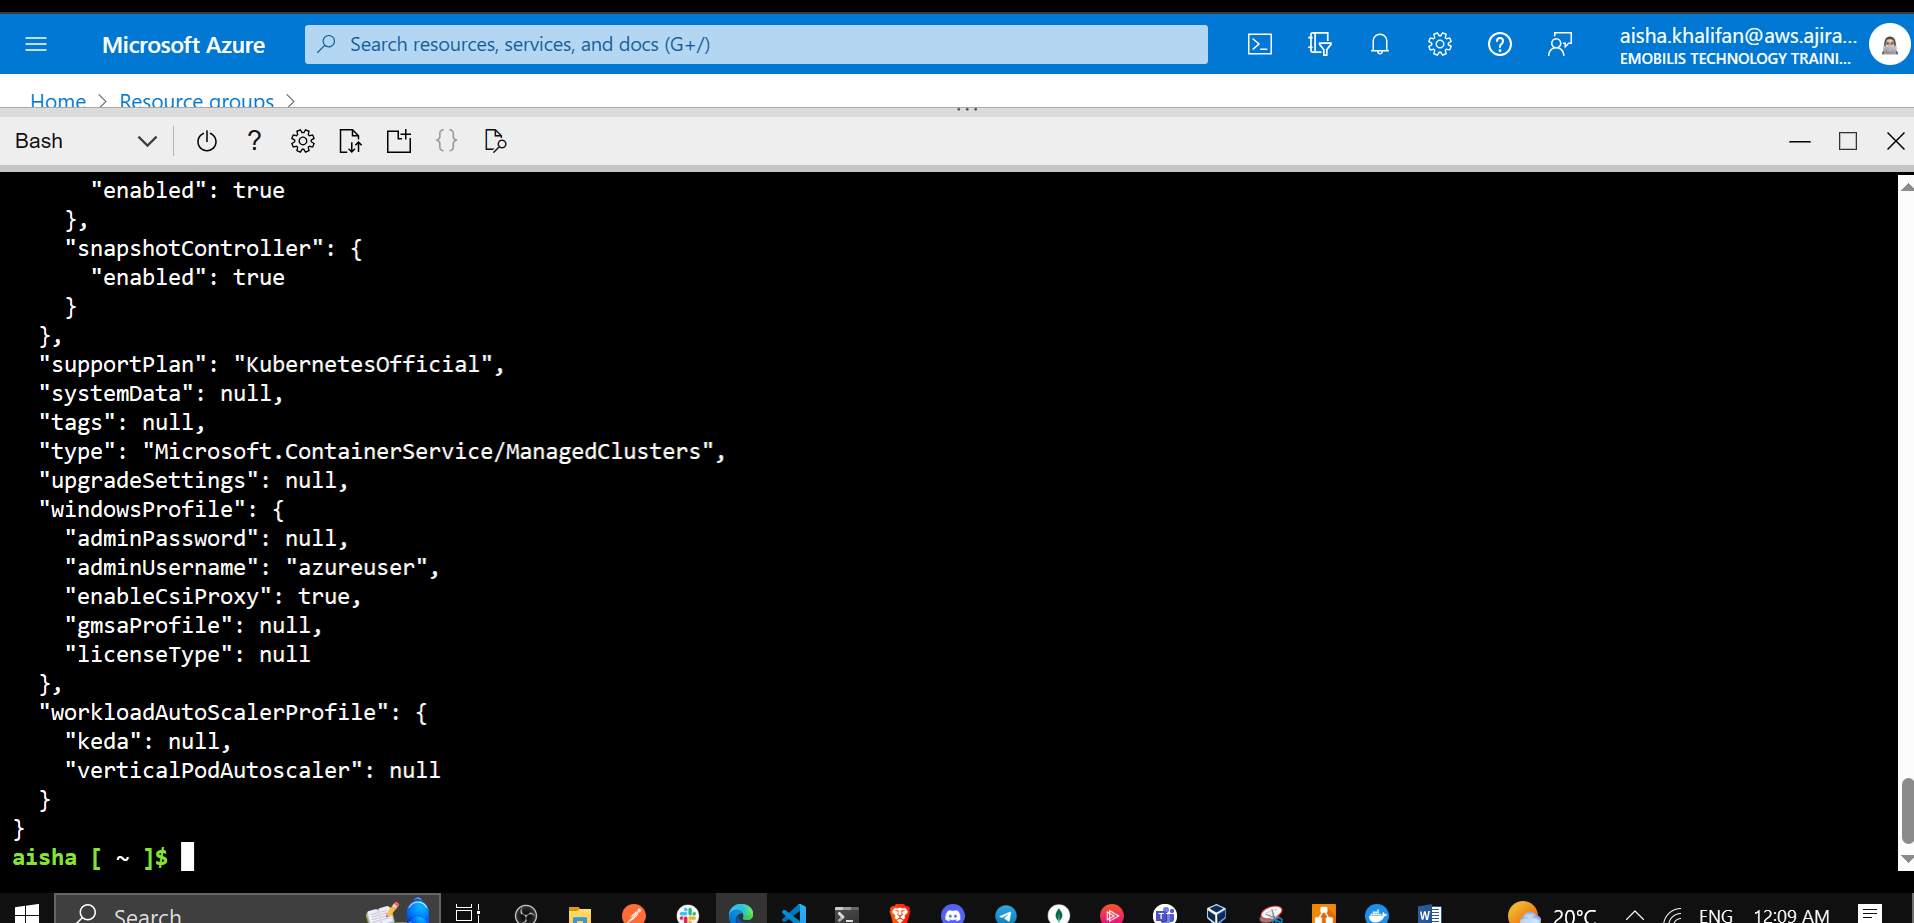 Microsoft Azure
Search resources, services, and docs (G+/)
aisha.khalifan@aws.ajira...
EMOBILIS TECHNOLOGY TRAINI...
Home > Resource groups >
Bash
"enabled": true
},
"snapshotController": {
"enabled": true
}
},
"supportPlan": "KubernetesOfficial",
"systemData": null,
"tags": null,
"type": "Microsoft.ContainerService/ManagedClusters",
"upgradeSettings": null,
"windowsProfile": {
"adminPassword": null,
"adminUsername": "azureuser",
"enableCsiProxy": true,
"gmsaProfile": null,
"licenseType": null
},
"workloadAutoScalerProfile": {
"keda": null,
"verticalPodAutoscaler": null
}
}
aisha [ ~ ]$
Search
20°C
ENG
12:09 AM